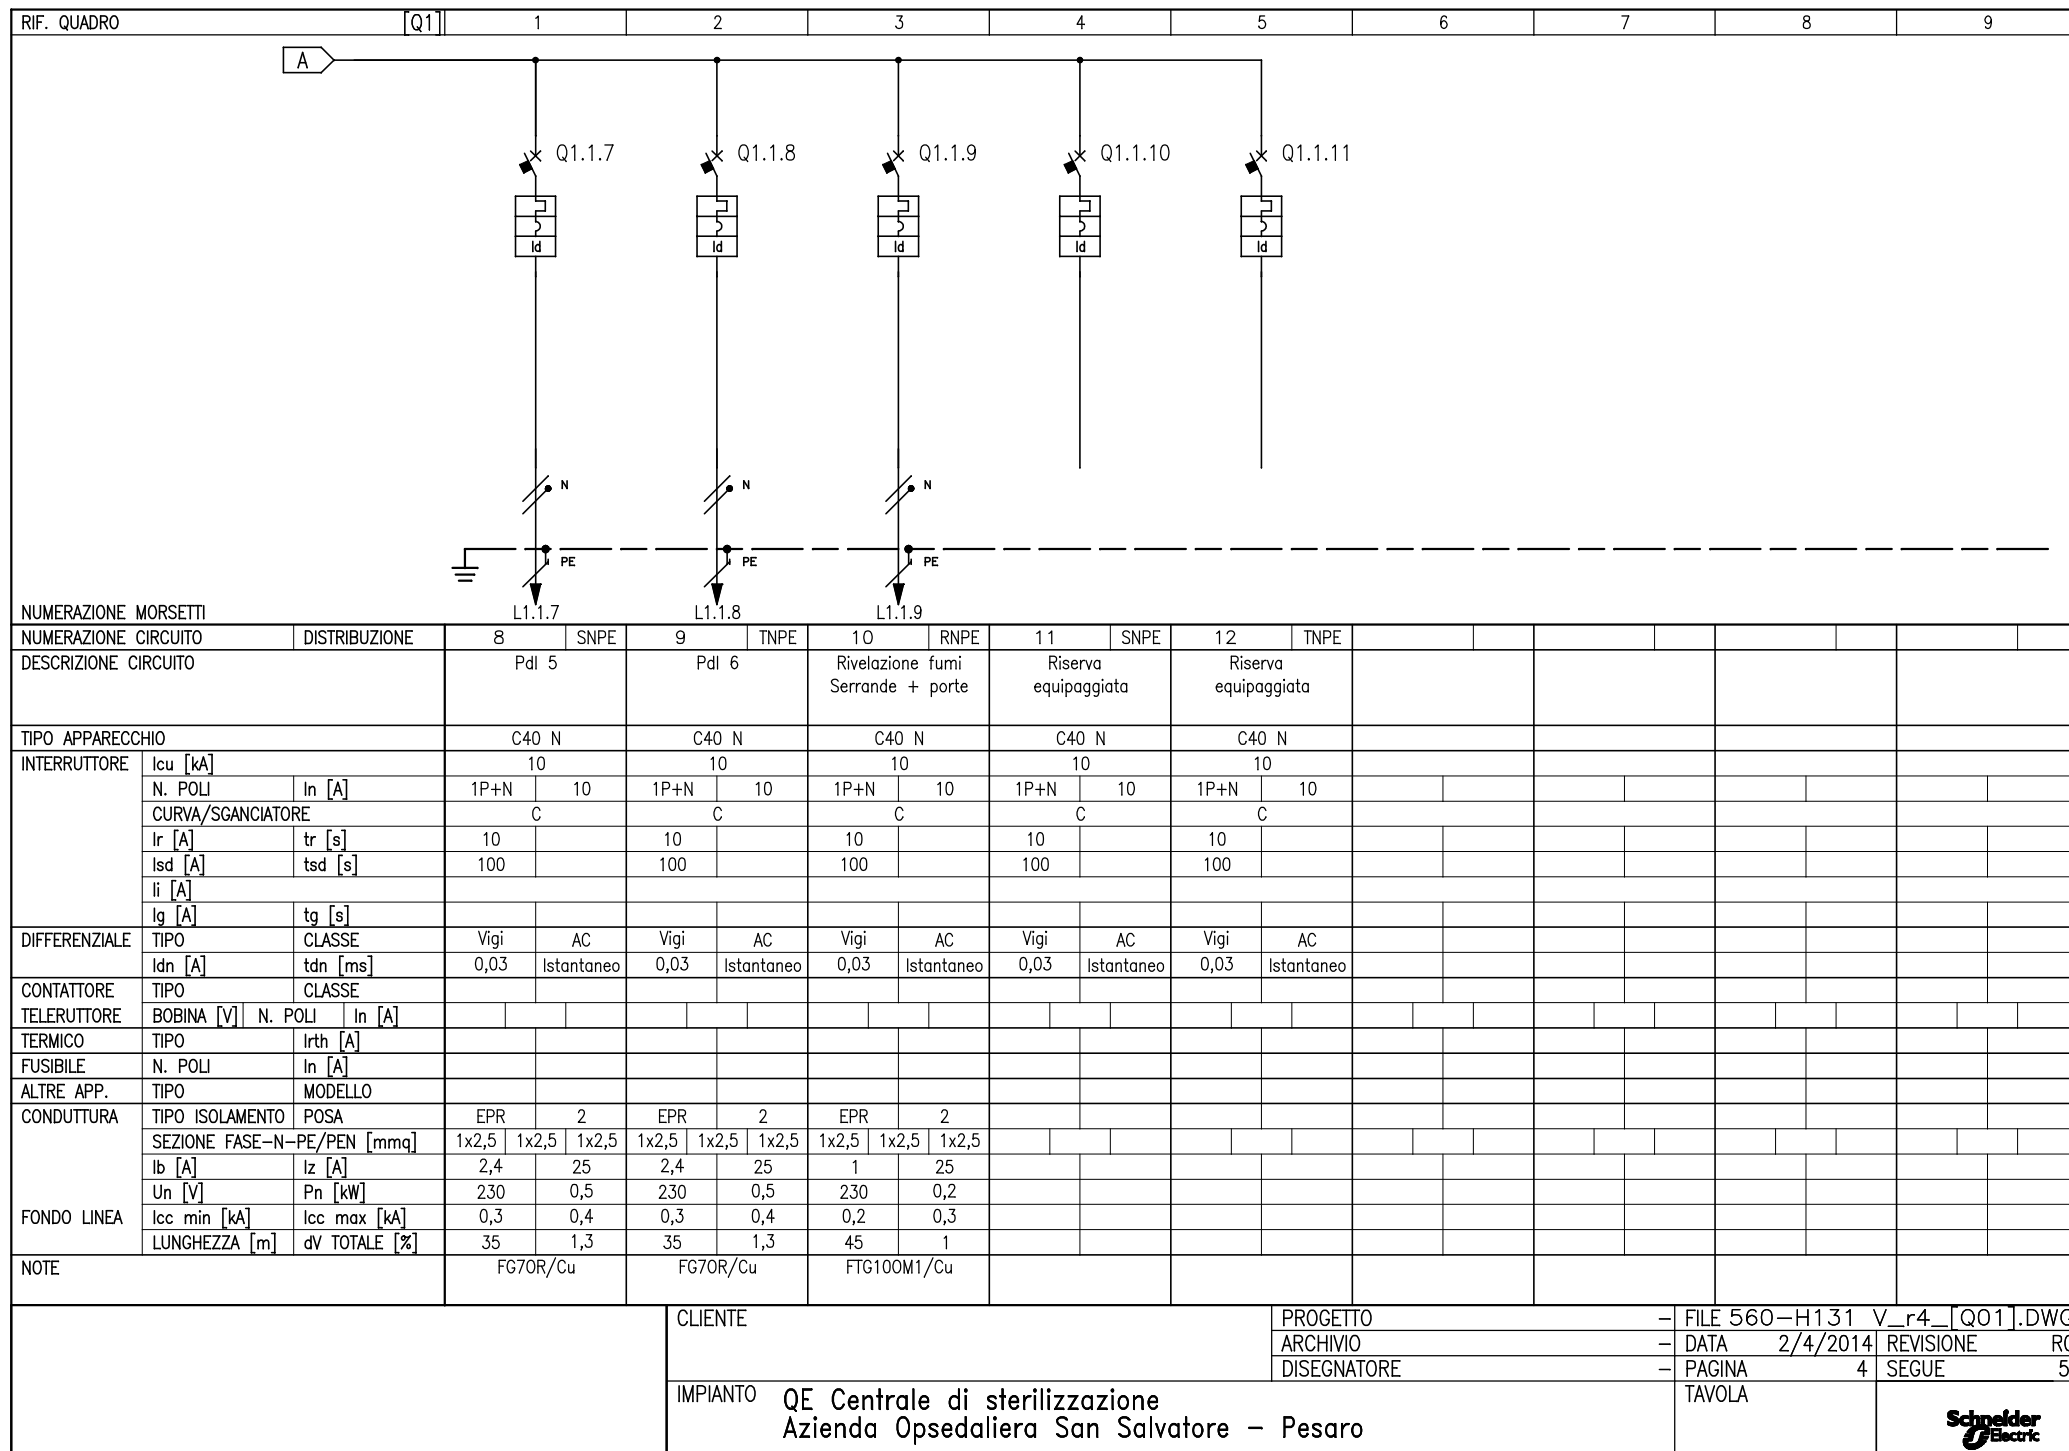 RIF. QUADRO [Q1] 1 2 3 4 5 6 7 8 9
A
Q1.1.7 Q1.1.8 Q1.1.9 Q1.1.10 Q1.1.11
Id Id Id Id Id
N N N
PE PE PE
NUMERAZIONE MORSETTI L1.1.7 L1.1.8 L1.1.9
NUMERAZIONE CIRCUITO DISTRIBUZIONE 8 SNPE 9 TNPE 10 RNPE 11 SNPE 12 TNPE
DESCRIZIONE CIRCUITO PdI 5 PdI 6 Rivelazione fumi Riserva Riserva
Serrande + porte equipaggiata equipaggiata
TIPO APPARECCHIO C40 N C40 N C40 N C40 N C40 N
INTERRUTTORE Icu [kA] 10 10 10 10 10
N. POLI In [A] 1P+N 10 1P+N 10 1P+N 10 1P+N 10 1P+N 10
CURVA/SGANCIATORE C C C C C
Ir [A] tr [s] 10 10 10 10 10
Isd [A] tsd [s] 100 100 100 100 100
Ii [A]
Ig [A] tg [s]
DIFFERENZIALE TIPO CLASSE Vigi AC Vigi AC Vigi AC Vigi AC Vigi AC
Idn [A] tdn [ms] 0,03 Istantaneo 0,03 Istantaneo 0,03 Istantaneo 0,03 Istantaneo 0,03 Istantaneo
CONTATTORE TIPO CLASSE
TELERUTTORE BOBINA [V] N. POLI In [A]
TERMICO TIPO Irth [A]
FUSIBILE N. POLI In [A]
ALTRE APP. TIPO MODELLO
CONDUTTURA TIPO ISOLAMENTO POSA EPR 2 EPR 2 EPR 2
SEZIONE FASE-N-PE/PEN [mmq] 1x2,5 1x2,5 1x2,5 1x2,5 1x2,5 1x2,5 1x2,5 1x2,5 1x2,5
Ib [A] Iz [A] 2,4 25 2,4 25 1 25
Un [V] Pn [kW] 230 0,5 230 0,5 230 0,2
FONDO LINEA Icc min [kA] Icc max [kA] 0,3 0,4 0,3 0,4 0,2 0,3
LUNGHEZZA [m] dV TOTALE [%] 35 1,3 35 1,3 45 1
NOTE FG7OR/Cu FG7OR/Cu FTG10OM1/Cu
CLIENTE PROGETTO - FILE 560-H131 V_r4_[Q01].DWG
ARCHIVIO - DATA 2/4/2014 REVISIONE R0
DISEGNATORE - PAGINA 4 SEGUE 5
IMPIANTO QE Centrale di sterilizzazione TAVOLA
Azienda Opsedaliera San Salvatore - Pesaro
Schneider
Electric